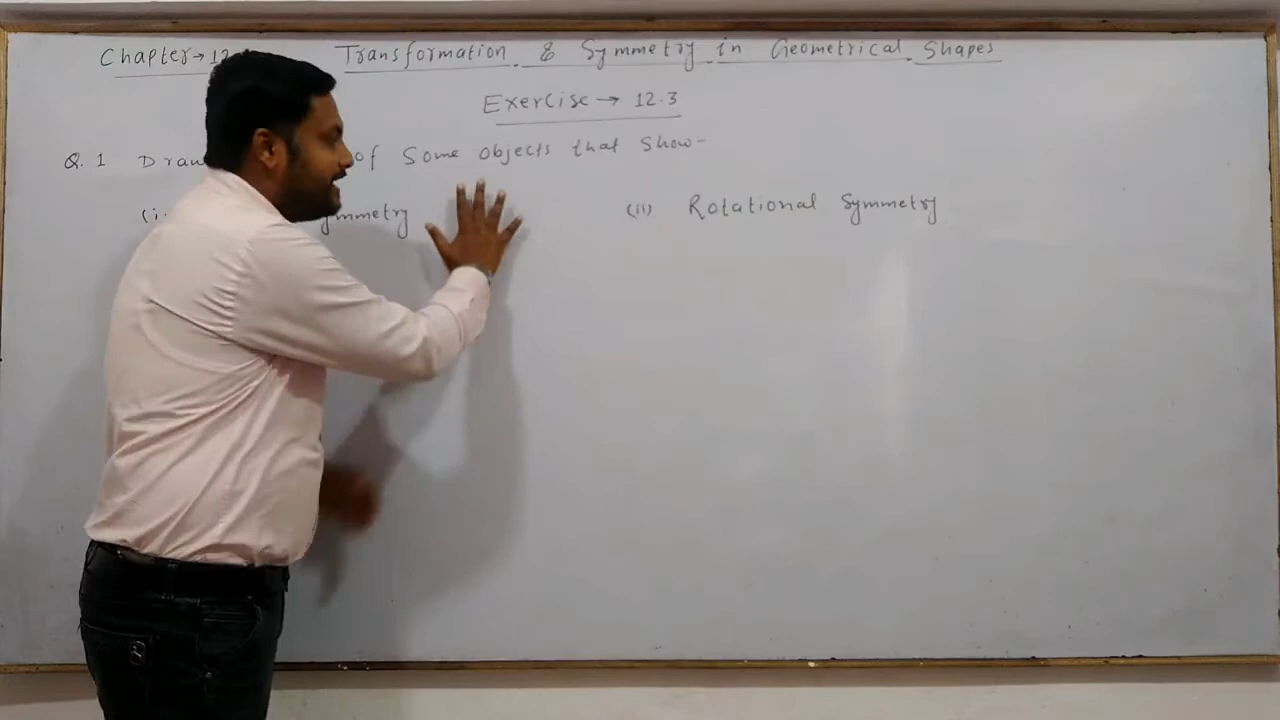 Chapter → 12 Transformation & Symmetry in Geometrical Shapes
Exercise → 12.3
Q.1 Draw of Some Objects that Show-
(i) Symmetry (ii) Rotational Symmetry